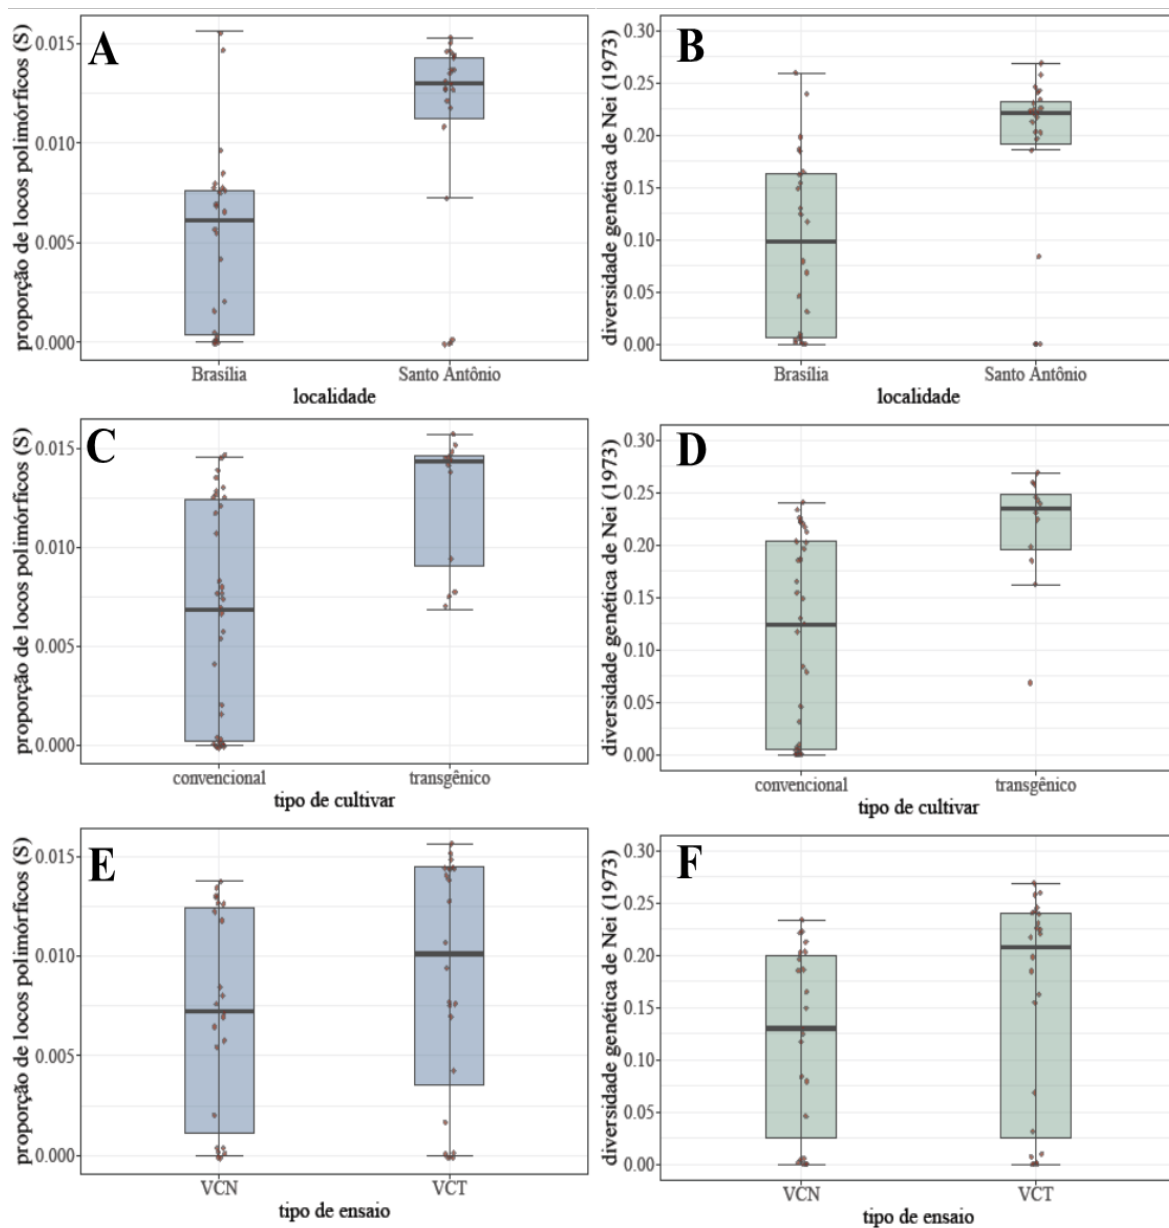 A
proporção de locos polimórficos (S)
0.015
0.010
0.005
0.000
Brasília
Santo Antônio
localidade
B
diversidade genética de Nei (1973)
0.30
0.25
0.20
0.15
0.10
0.05
0.00
Brasília
Santo Antônio
localidade
C
proporção de locos polimórficos (S)
0.015
0.010
0.005
0.000
convencional
transgênico
tipo de cultivar
D
diversidade genética de Nei (1973)
0.30
0.25
0.20
0.15
0.10
0.05
0.00
convencional
transgênico
tipo de cultivar
E
proporção de locos polimórficos (S)
0.015
0.010
0.005
0.000
VCN
VCT
tipo de ensaio
F
diversidade genética de Nei (1973)
0.30
0.25
0.20
0.15
0.10
0.05
0.00
VCN
VCT
tipo de ensaio